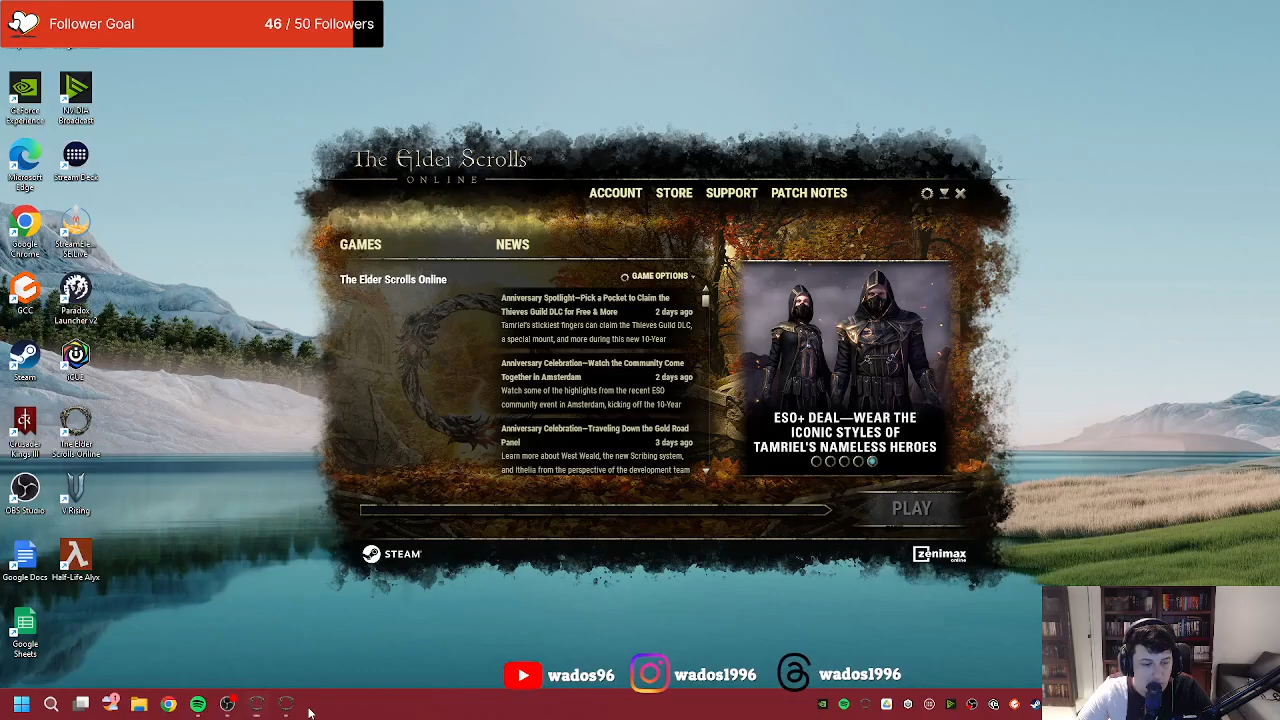 Follower Goal
46 / 50 Followers
GeForce
Experience
NVIDIA
Broadcast
Microsoft
Edge
Stream Deck
Google
Chrome
StreamEle...
SE.Live
GCC
Paradox
Launcher v2
Steam
iCUE
Crusader
Kings III
The Elder
Scrolls Online
OBS Studio
V Rising
Google Docs
Half-Life Alyx
Google
Sheets
The Elder Scrolls
ONLINE
ACCOUNT
STORE
SUPPORT
PATCH NOTES
GAMES
NEWS
The Elder Scrolls Online
GAME OPTIONS
Anniversary Spotlight—Pick a Pocket to Claim the
Thieves Guild DLC for Free & More
2 days ago
Tamriel's stickiest fingers can claim the Thieves Guild DLC,
a special mount, and more during this new 10-Year
Anniversary Celebration—Watch the Community Come
Together in Amsterdam
2 days ago
Watch some of the highlights from the recent ESO
community event in Amsterdam, kicking off the 10-Year
Anniversary Celebration—Traveling Down the Gold Road
Panel
3 days ago
Learn more about West Weald, the new Scribing system,
and Ithelia from the perspective of the development team
ESO+ DEAL—WEAR THE
ICONIC STYLES OF
TAMRIEL'S NAMELESS HEROES
PLAY
STEAM
zenimax
online
wados96
wados1996
wados1996